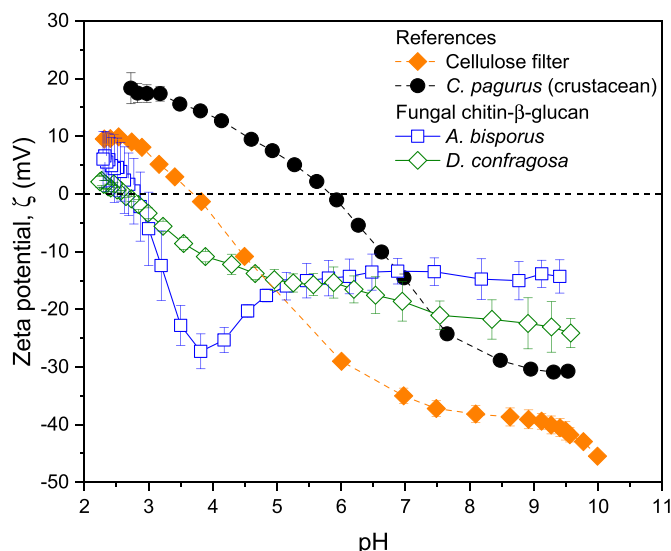 References
Cellulose filter
C. pagurus (crustacean)
Fungal chitin-β-glucan
A. bisporus
D. confragosa
Zeta potential, ζ (mV)
30
20
10
0
-10
-20
-30
-40
-50
2 3 4 5 6 7 8 9 10 11
pH